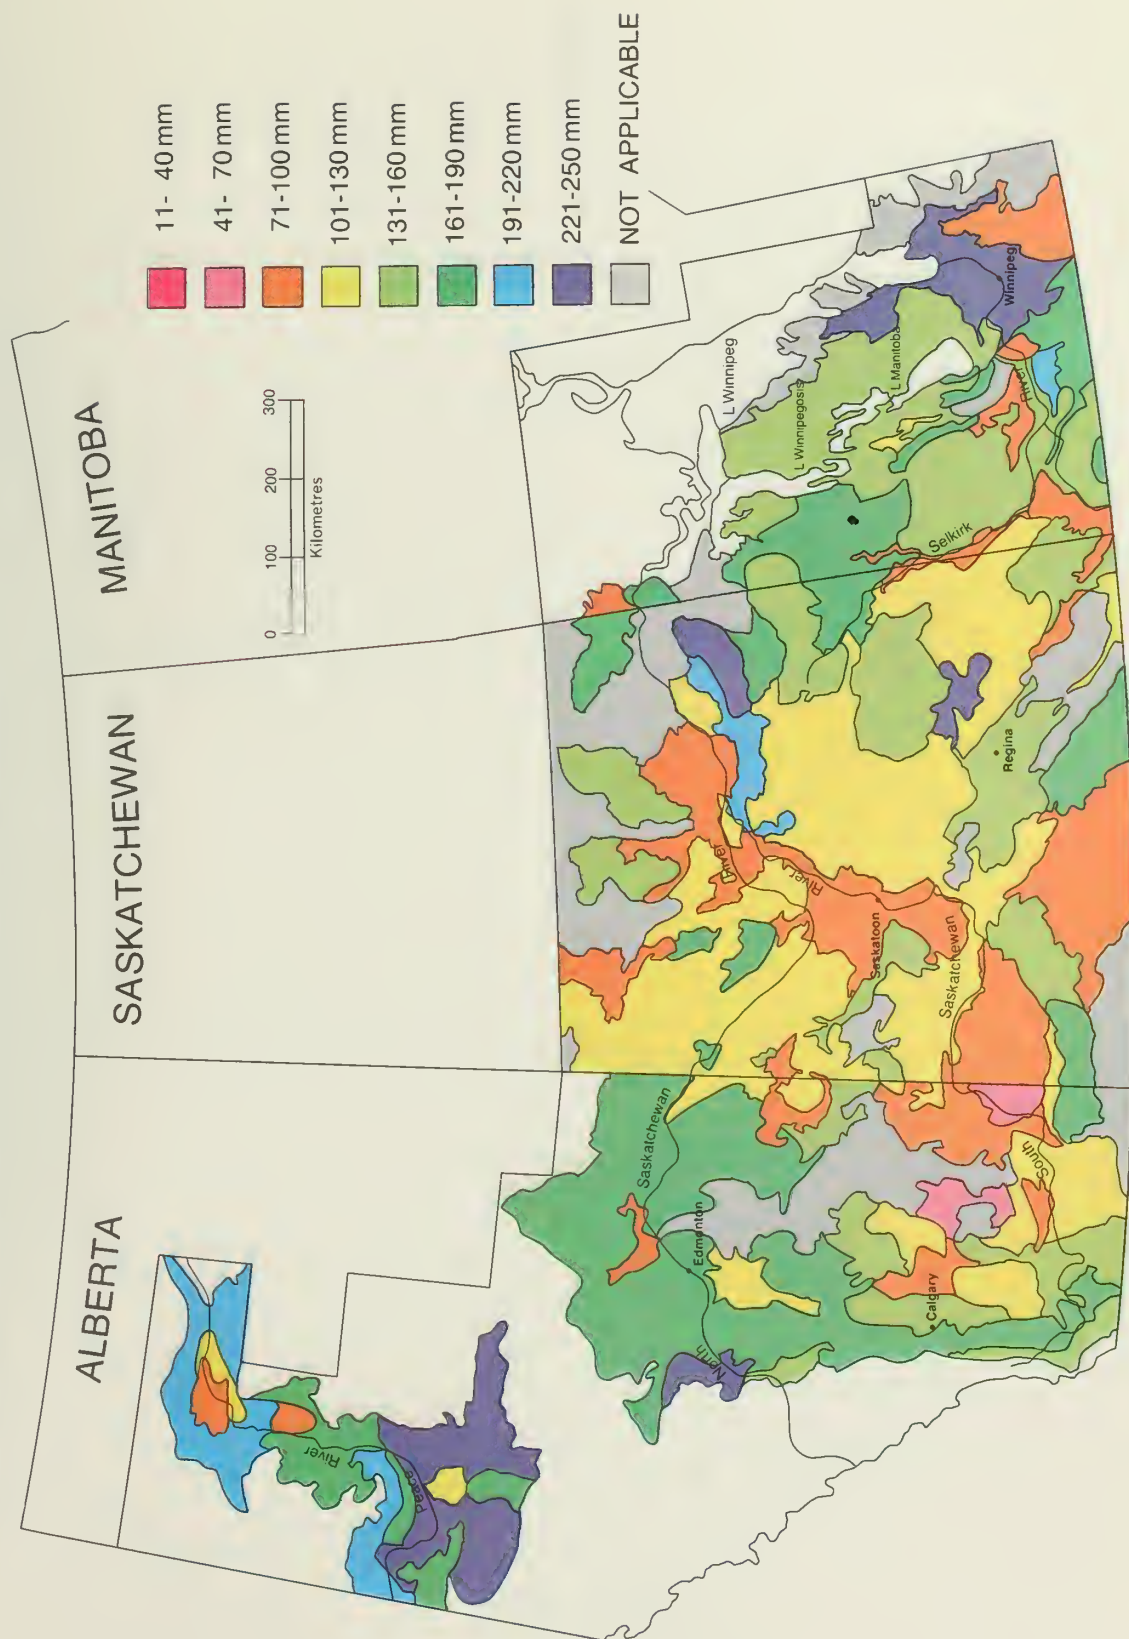 ALBERTA
SASKATCHEWAN
MANITOBA
0 100 200 300
Kilometres
11- 40 mm
41- 70 mm
71-100 mm
101-130 mm
131-160 mm
161-190 mm
191-220 mm
221-250 mm
NOT APPLICABLE
Peace
River
North
Saskatchewan
River
Edmonton
Calgary
South
Saskatchewan
River
Saskatoon
Regina
Selkirk
L Winnipeg
L Winnipegosis
L Manitoba
River
Winnipeg